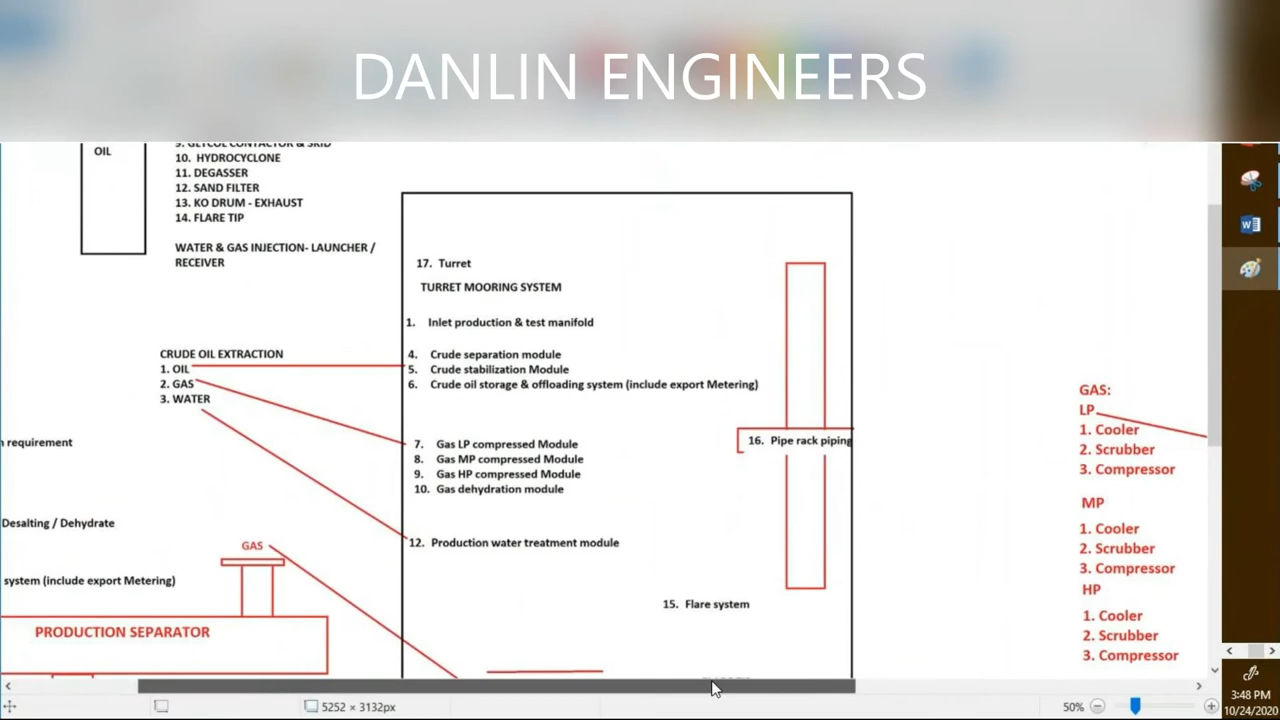 DANLIN ENGINEERS
OIL
9. GLYCOL CONTACTOR & SKID
10. HYDROCYCLONE
11. DEGASSER
12. SAND FILTER
13. KO DRUM - EXHAUST
14. FLARE TIP
WATER & GAS INJECTION- LAUNCHER /
RECEIVER
17. Turret
TURRET MOORING SYSTEM
1. Inlet production & test manifold
CRUDE OIL EXTRACTION
1. OIL
2. GAS
3. WATER
4. Crude separation module
5. Crude stabilization Module
6. Crude oil storage & offloading system (include export Metering)
7. Gas LP compressed Module
8. Gas MP compressed Module
9. Gas HP compressed Module
10. Gas dehydration module
16. Pipe rack piping
12. Production water treatment module
15. Flare system
requirement
Desalting / Dehydrate
GAS
system (include export Metering)
PRODUCTION SEPARATOR
GAS:
LP
1. Cooler
2. Scrubber
3. Compressor
MP
1. Cooler
2. Scrubber
3. Compressor
HP
1. Cooler
2. Scrubber
3. Compressor
5252 × 3132px
50%
3:48 PM
10/24/2020